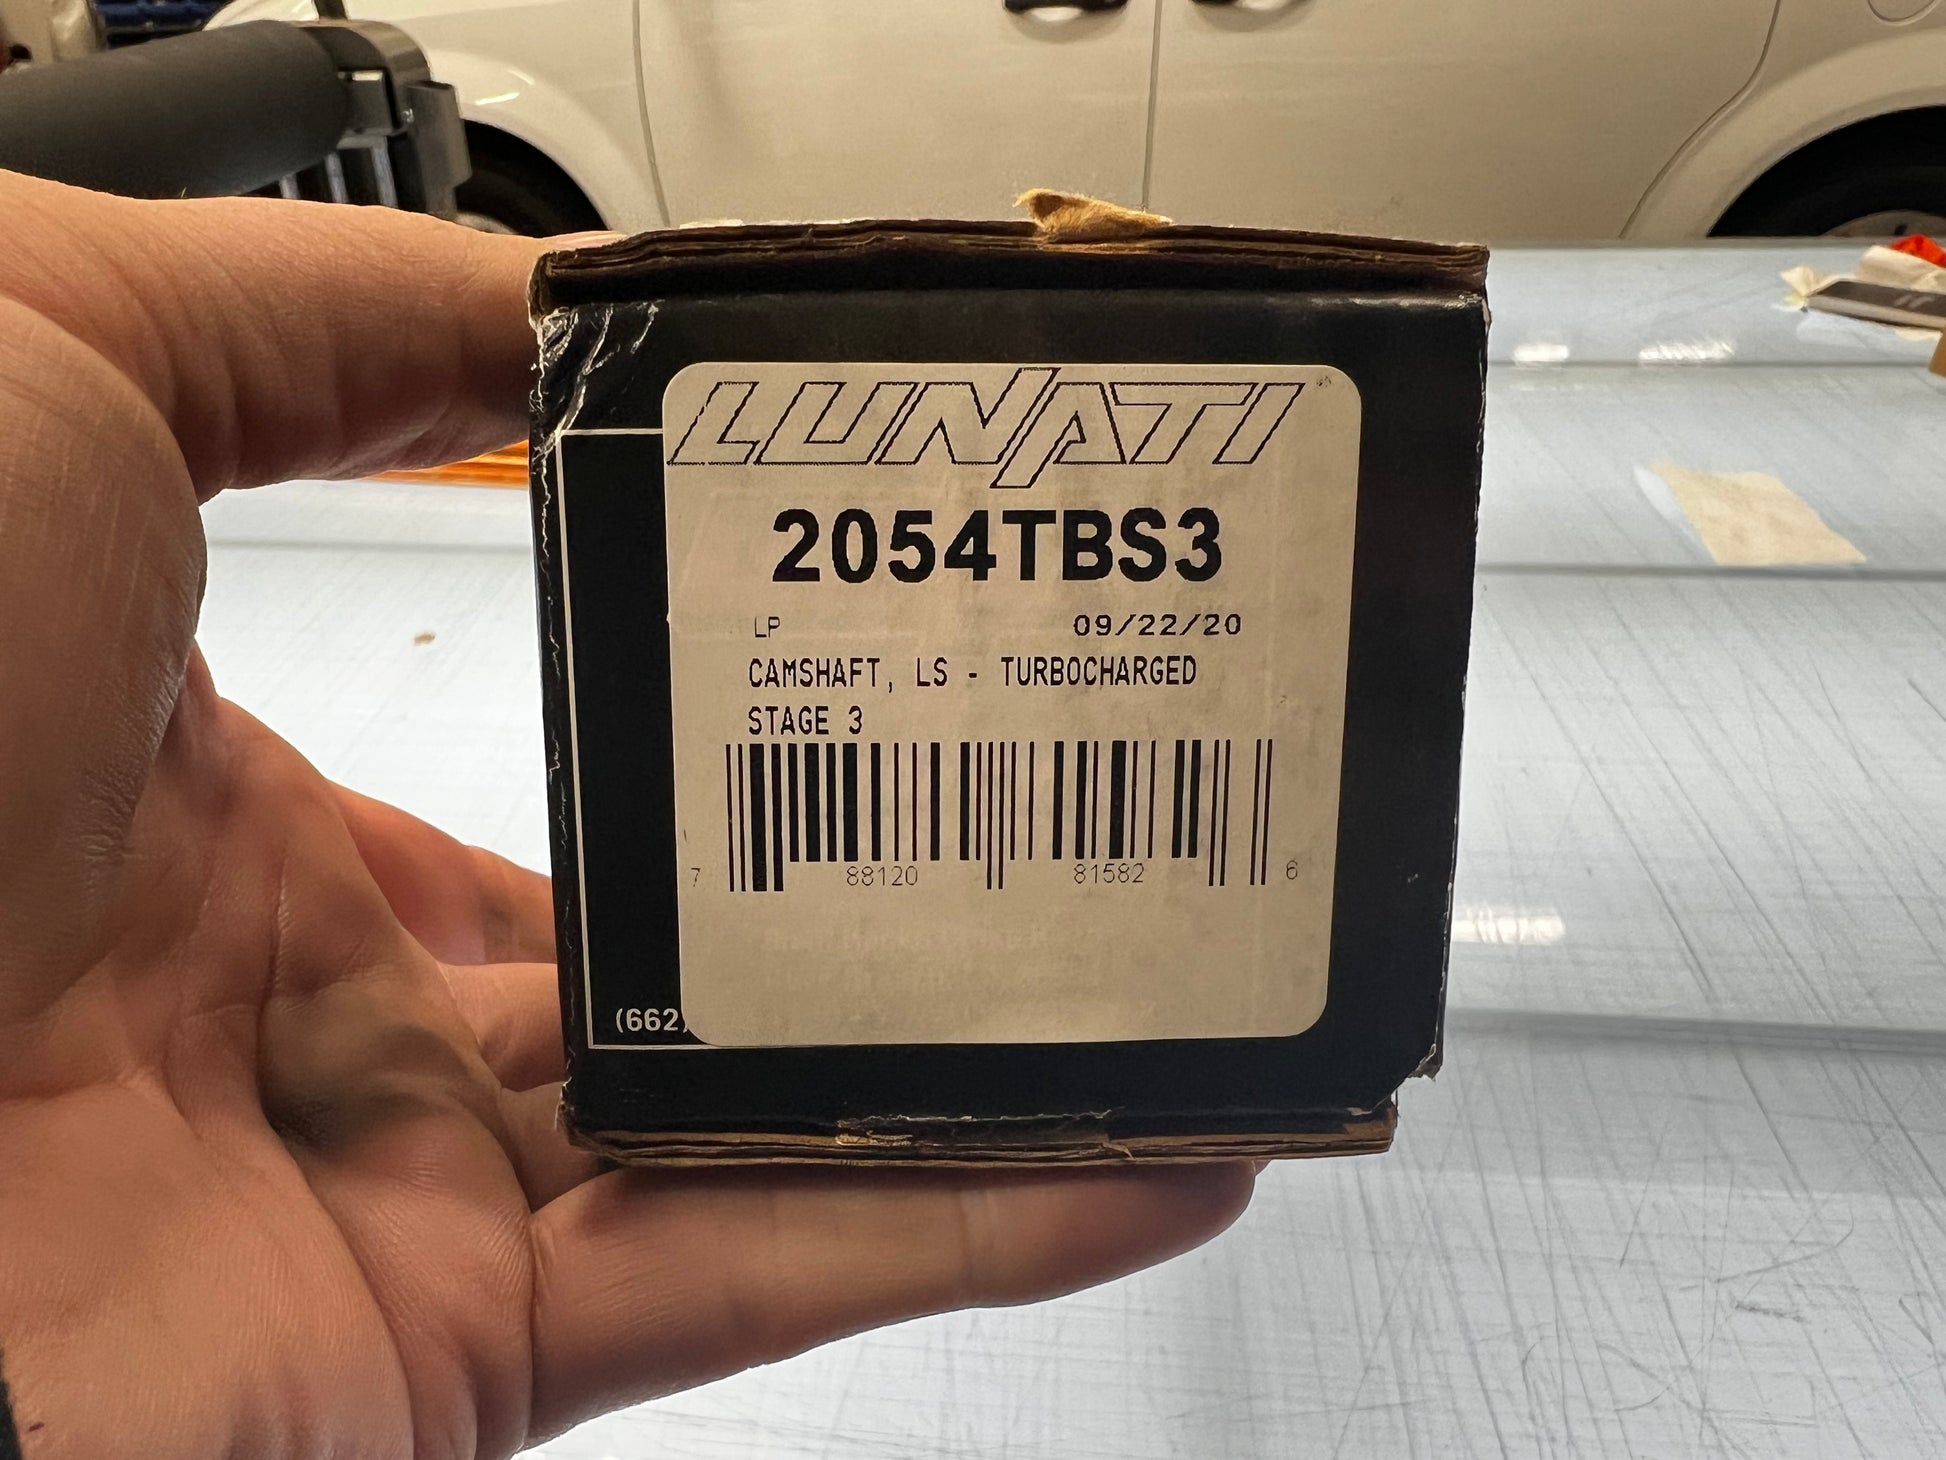 LUNATI
2054TBS3
LP 09/22/20
CAMSHAFT, LS - TURBOCHARGED
STAGE 3
7 88120 81582 6
(662)